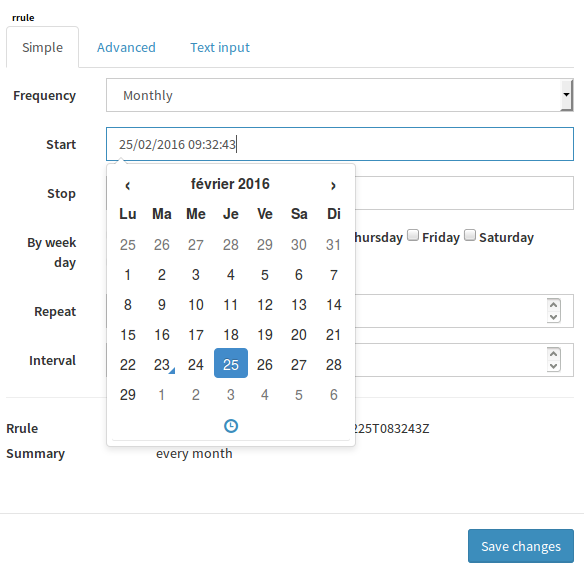 rrule
Simple Advanced Text input
Frequency Monthly
Start 25/02/2016 09:32:43
‹ février 2016 ›
Stop
Lu Ma Me Je Ve Sa Di
By week day Friday Saturday
25 26 27 28 29 30 31
1 2 3 4 5 6 7
8 9 10 11 12 13 14
Repeat
15 16 17 18 19 20 21
Interval
22 23 24 25 26 27 28
29 1 2 3 4 5 6
Rrule 225T083243Z
Summary every month
Save changes